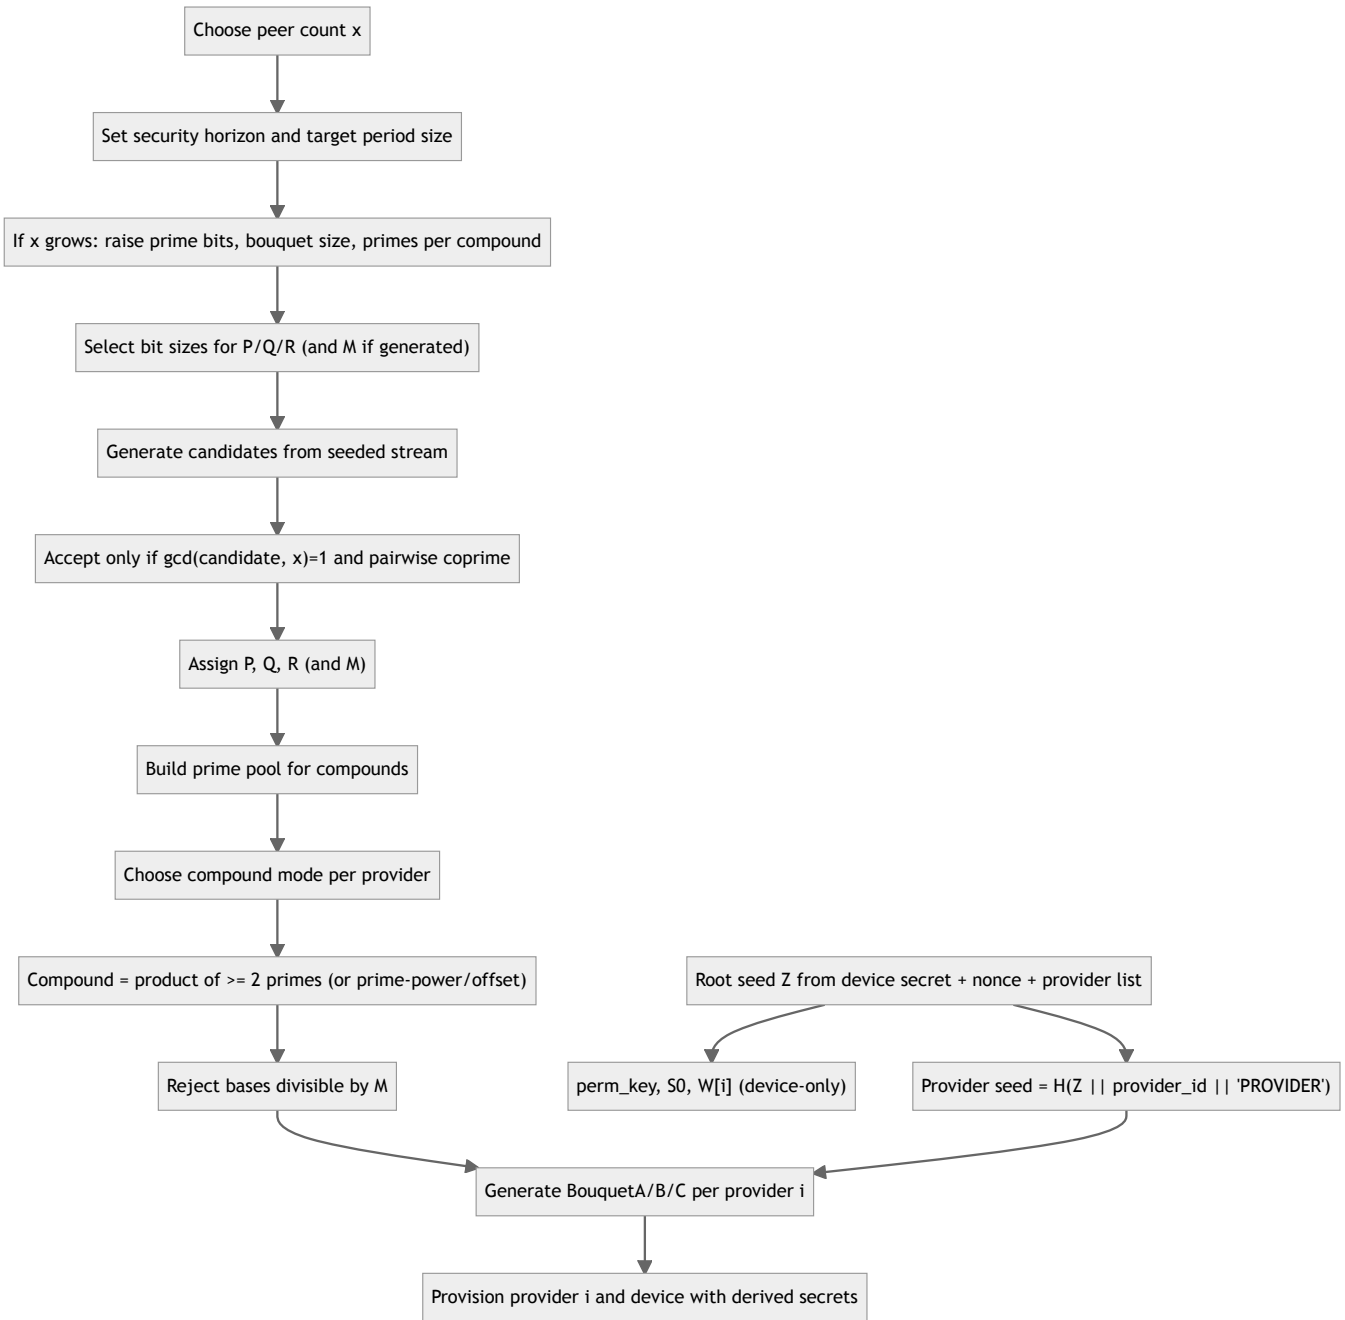 Choose peer count x
Set security horizon and target period size
If x grows: raise prime bits, bouquet size, primes per compound
Select bit sizes for P/Q/R (and M if generated)
Generate candidates from seeded stream
Accept only if gcd(candidate, x)=1 and pairwise coprime
Assign P, Q, R (and M)
Build prime pool for compounds
Choose compound mode per provider
Compound = product of >= 2 primes (or prime-power/offset)
Root seed Z from device secret + nonce + provider list
Reject bases divisible by M
perm_key, S0, W[i] (device-only)
Provider seed = H(Z || provider_id || 'PROVIDER')
Generate BouquetA/B/C per provider i
Provision provider i and device with derived secrets